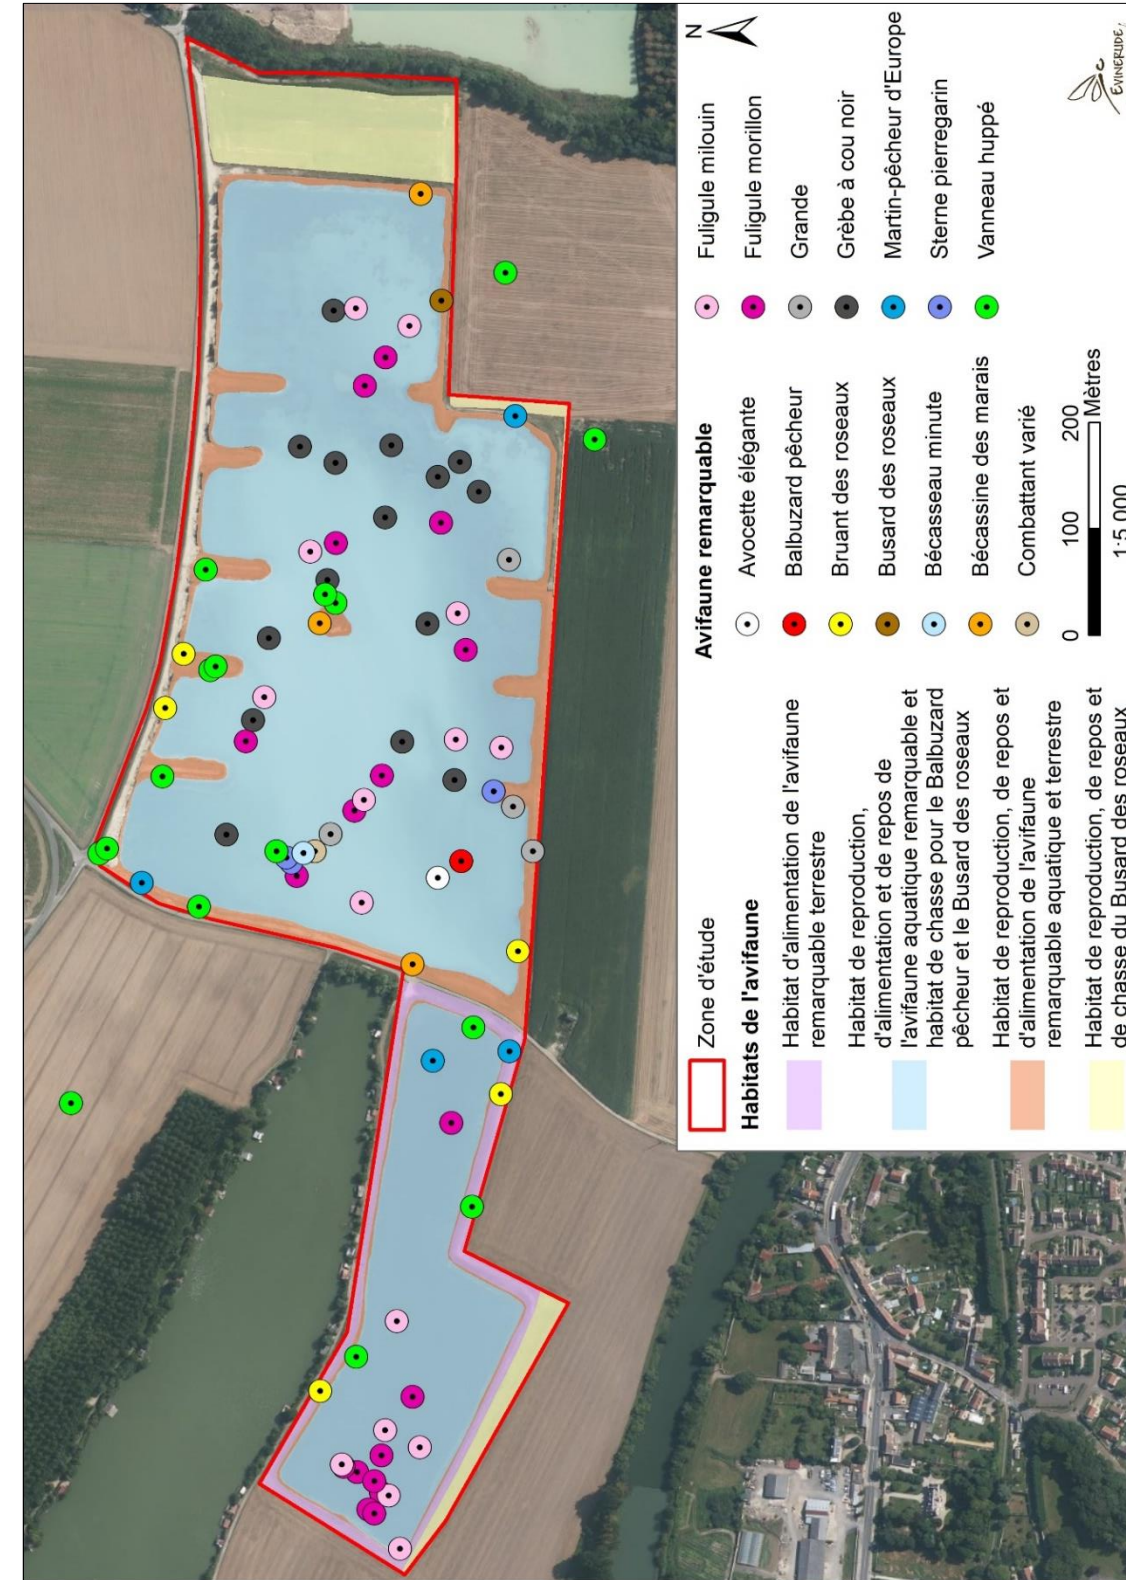 Zone d'étude
Habitats de l'avifaune
Habitat d'alimentation de l'avifaune
remarquable terrestre
Habitat de reproduction,
d'alimentation et de repos de
l'avifaune aquatique remarquable et
habitat de chasse pour le Balbuzard
pêcheur et le Busard des roseaux
Habitat de reproduction, de repos et
d'alimentation de l'avifaune
remarquable aquatique et terrestre
Habitat de reproduction, de repos et
de chasse du Busard des roseaux
Avifaune remarquable
Avocette élégante
Balbuzard pêcheur
Bruant des roseaux
Busard des roseaux
Bécasseau minute
Bécassine des marais
Combattant varié
Fuligule milouin
Fuligule morillon
Grande
Grèbe à cou noir
Martin-pêcheur d'Europe
Sterne pierregarin
Vanneau huppé
N
0 100 200
Mètres
1:5 000
EVINERUDE